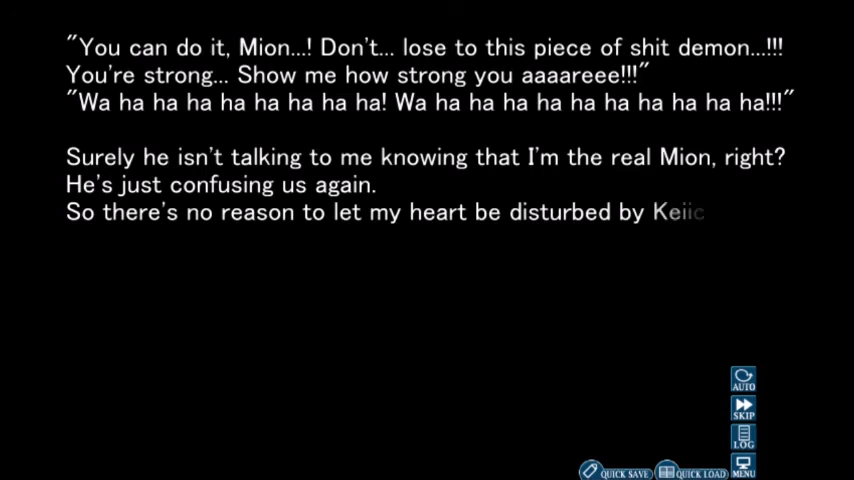 "You can do it, Mion...! Don't... lose to this piece of shit demon...!!!
You're strong... Show me how strong you aaaareee!!!"
"Wa ha ha ha ha ha ha ha ha! Wa ha ha ha ha ha ha ha ha ha ha!!!"
Surely he isn't talking to me knowing that I'm the real Mion, right?
He's just confusing us again.
So there's no reason to let my heart be disturbed by Keiic
AUTO
SKIP
LOG
MENU
QUICK SAVE
QUICK LOAD